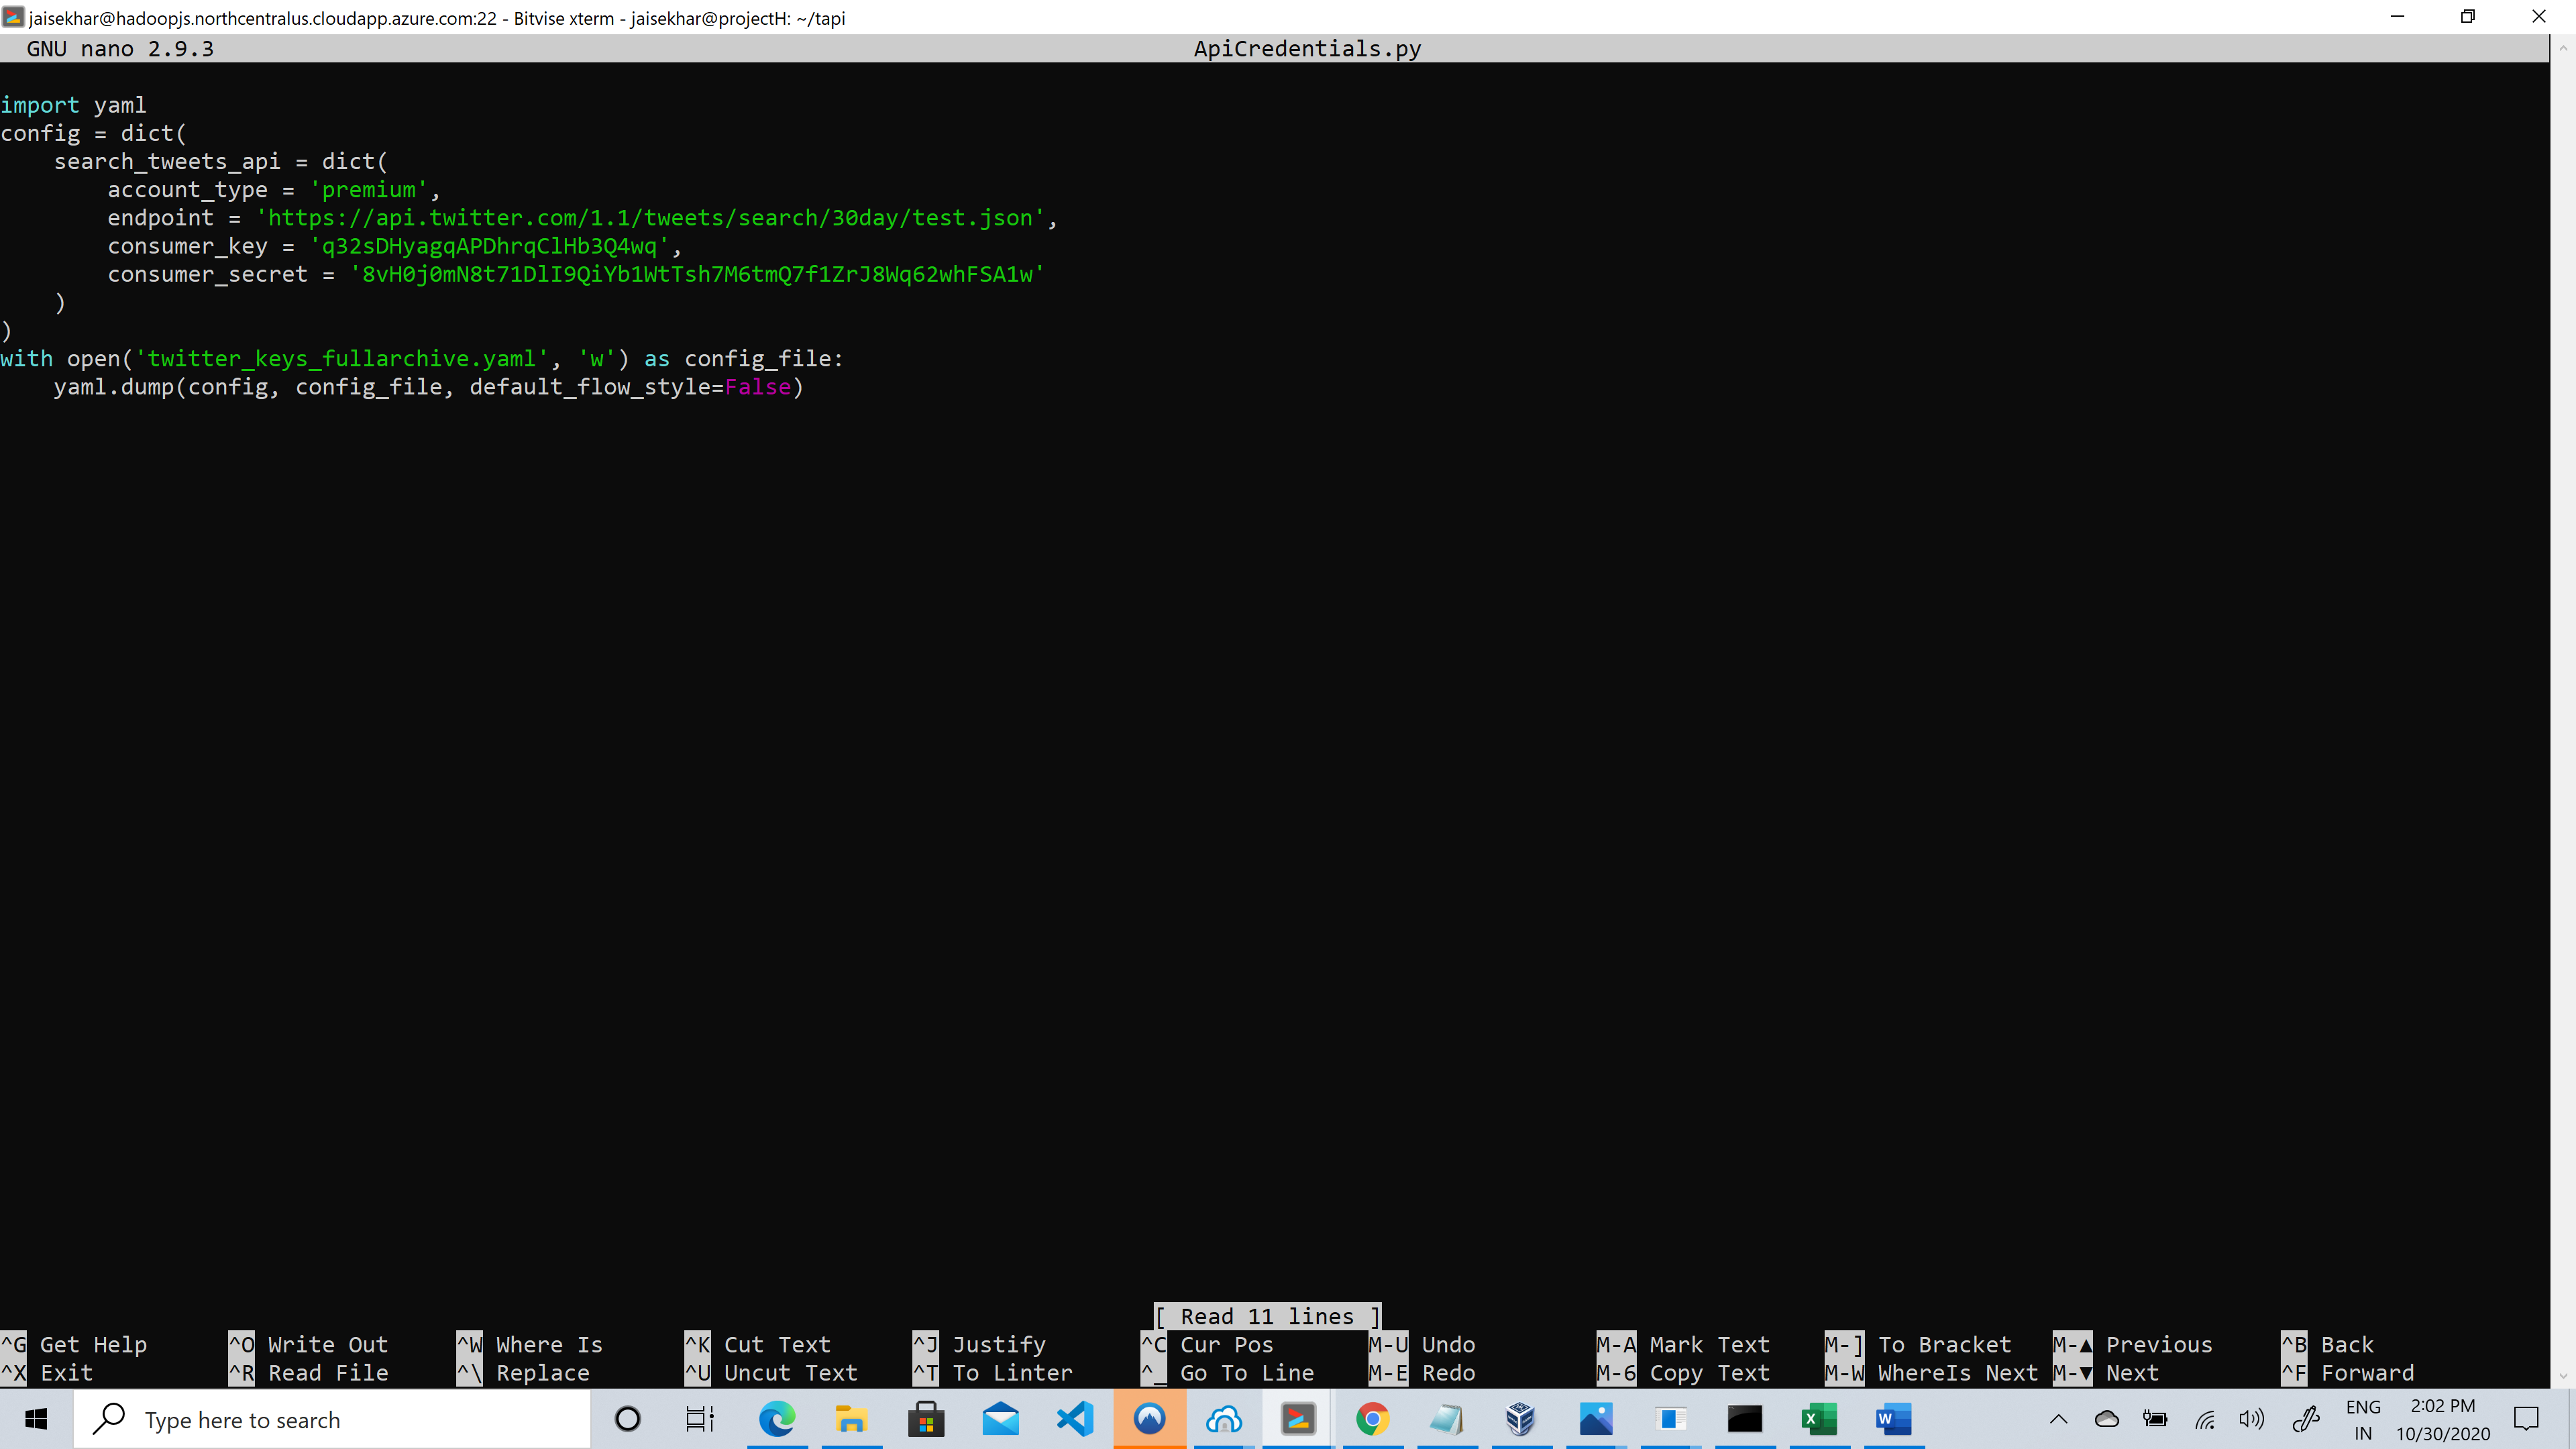 jaisekhar@hadoopjs.northcentralus.cloudapp.azure.com:22 - Bitvise xterm - jaisekhar@projectH: ~/tapi
GNU nano 2.9.3 ApiCredentials.py
import yaml
config = dict(
    search_tweets_api = dict(
        account_type = 'premium',
        endpoint = 'https://api.twitter.com/1.1/tweets/search/30day/test.json',
        consumer_key = 'q32sDHyagqAPDhrqClHb3Q4wq',
        consumer_secret = '8vH0j0mN8t71DlI9QiYb1WtTsh7M6tmQ7f1ZrJ8Wq62whFSA1w'
    )
)
with open('twitter_keys_fullarchive.yaml', 'w') as config_file:
    yaml.dump(config, config_file, default_flow_style=False)
[ Read 11 lines ]
^G Get Help ^O Write Out ^W Where Is ^K Cut Text ^J Justify ^C Cur Pos M-U Undo M-A Mark Text M-] To Bracket M-▲ Previous ^B Back
^X Exit ^R Read File ^\ Replace ^U Uncut Text ^T To Linter ^_ Go To Line M-E Redo M-6 Copy Text M-W WhereIs Next M-▼ Next ^F Forward
Type here to search
ENG
IN
2:02 PM
10/30/2020